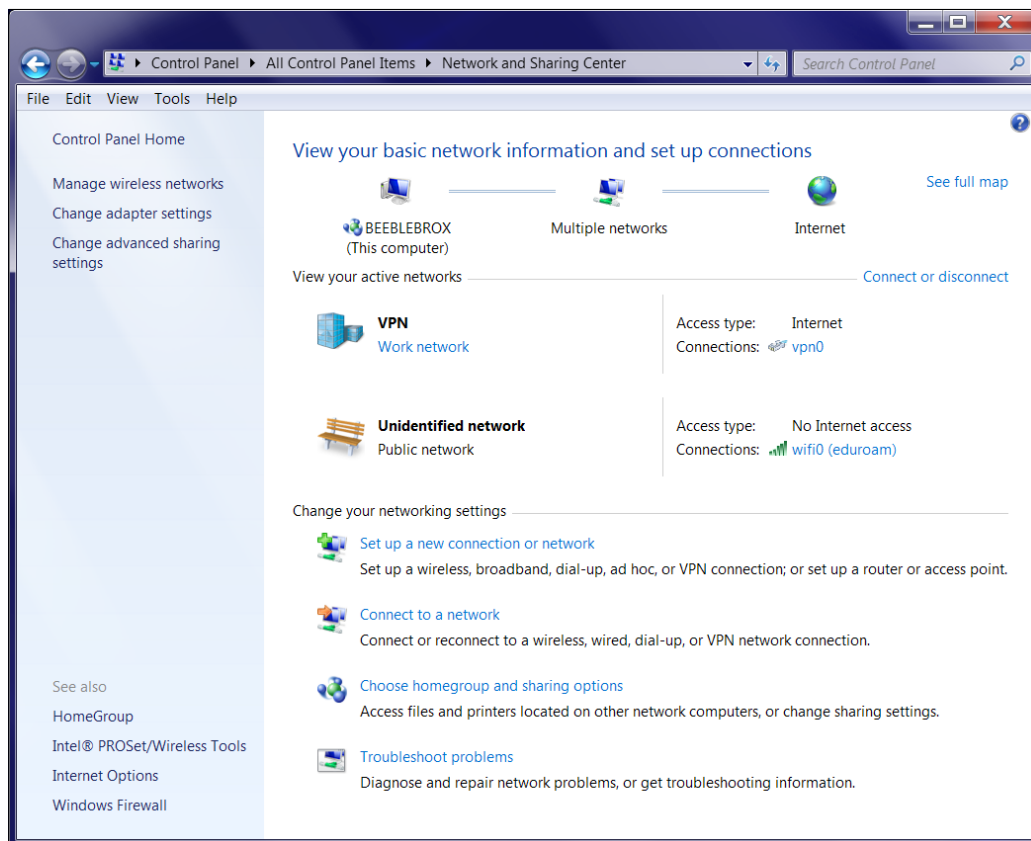 Control Panel
All Control Panel Items
Network and Sharing Center
Search Control Panel
File Edit View Tools Help
Control Panel Home
Manage wireless networks
Change adapter settings
Change advanced sharing
settings
View your basic network information and set up connections
See full map
BEEBLEBROX
(This computer)
Multiple networks
Internet
View your active networks
Connect or disconnect
VPN
Work network
Access type: Internet
Connections: vpn0
Unidentified network
Public network
Access type: No Internet access
Connections: wifi0 (eduroam)
Change your networking settings
Set up a new connection or network
Set up a wireless, broadband, dial-up, ad hoc, or VPN connection; or set up a router or access point.
Connect to a network
Connect or reconnect to a wireless, wired, dial-up, or VPN network connection.
Choose homegroup and sharing options
Access files and printers located on other network computers, or change sharing settings.
Troubleshoot problems
Diagnose and repair network problems, or get troubleshooting information.
See also
HomeGroup
Intel® PROSet/Wireless Tools
Internet Options
Windows Firewall